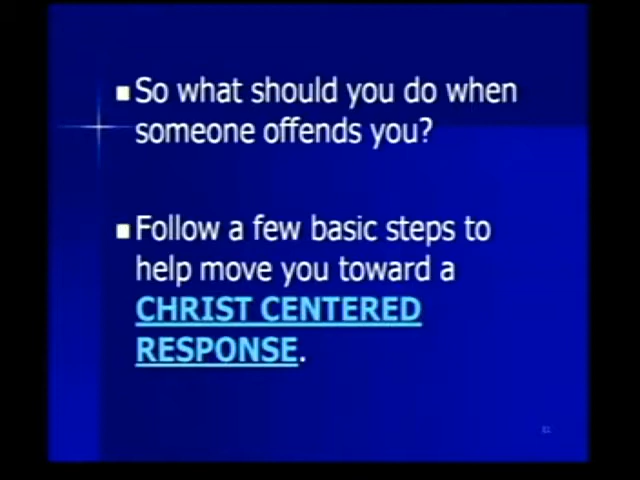 So what should you do when
someone offends you?
Follow a few basic steps to
help move you toward a
CHRIST CENTERED
RESPONSE.